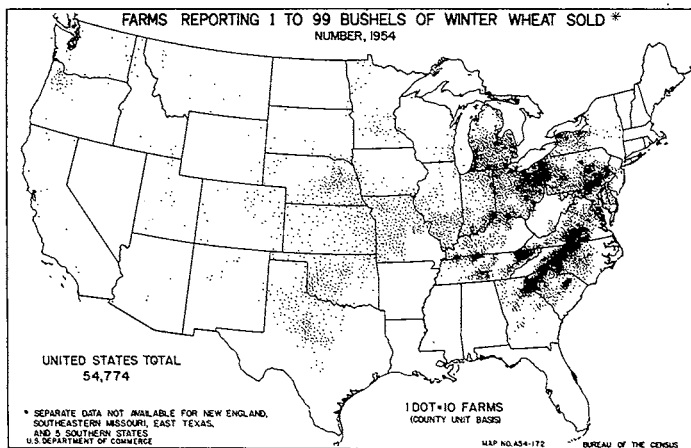 FARMS REPORTING 1 TO 99 BUSHELS OF WINTER WHEAT SOLD *
NUMBER, 1954
UNITED STATES TOTAL
54,774
* SEPARATE DATA NOT AVAILABLE FOR NEW ENGLAND,
SOUTHEASTERN MISSOURI, EAST TEXAS,
AND 5 SOUTHERN STATES
U.S. DEPARTMENT OF COMMERCE
1 DOT=10 FARMS
(COUNTY UNIT BASIS)
MAP NO. A54-172
BUREAU OF THE CENSUS